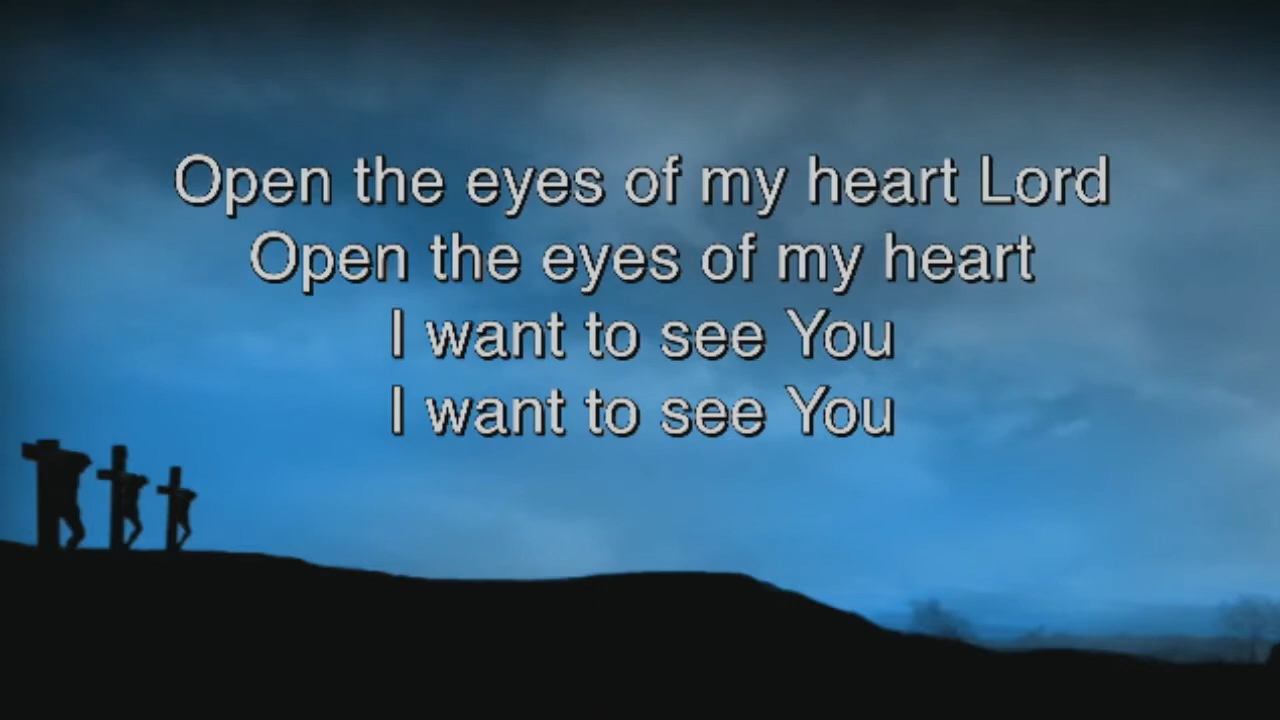 Open the eyes of my heart Lord
Open the eyes of my heart
I want to see You
I want to see You